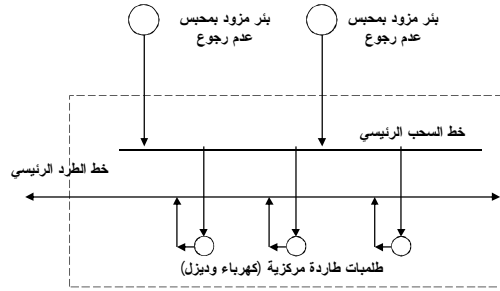 بئر مزود بمحبس
عدم رجوع
بئر مزود بمحبس
عدم رجوع
خط السحب الرئيسي
خط الطرد الرئيسي
طلمبات طاردة مركزية (كهرباء وديزل)